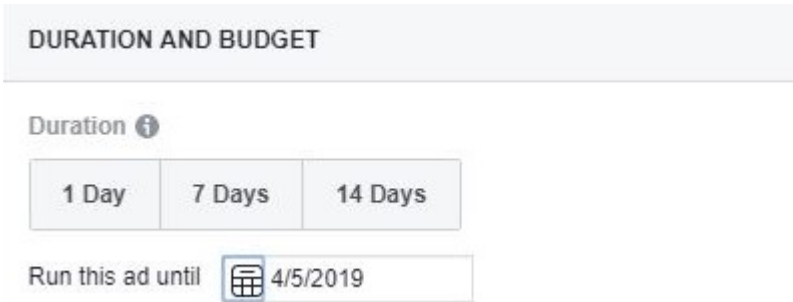 DURATION AND BUDGET
Duration
1 Day 7 Days 14 Days
Run this ad until 4/5/2019